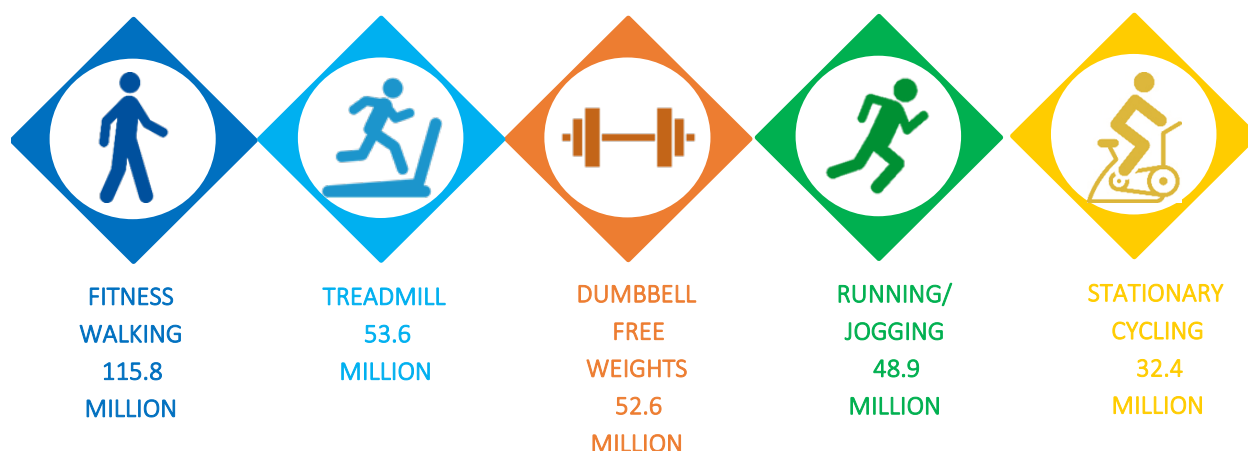 FITNESS
WALKING
115.8
MILLION
TREADMILL
53.6
MILLION
DUMBBELL
FREE
WEIGHTS
52.6
MILLION
RUNNING/
JOGGING
48.9
MILLION
STATIONARY
CYCLING
32.4
MILLION